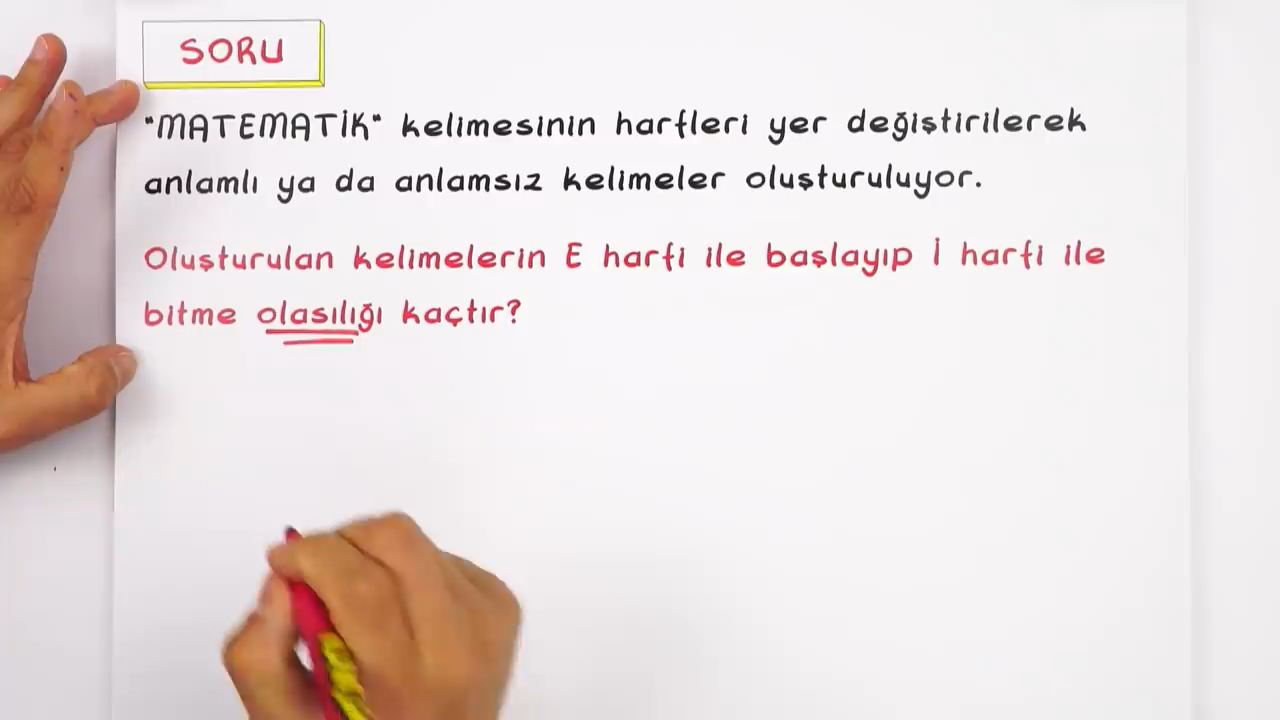 SORU
"MATEMATİK" kelimesinin harfleri yer değiştirilerek
anlamlı ya da anlamsız kelimeler oluşturuluyor.
Oluşturulan kelimelerin E harfi ile başlayıp İ harfi ile
bitme olasılığı kaçtır?